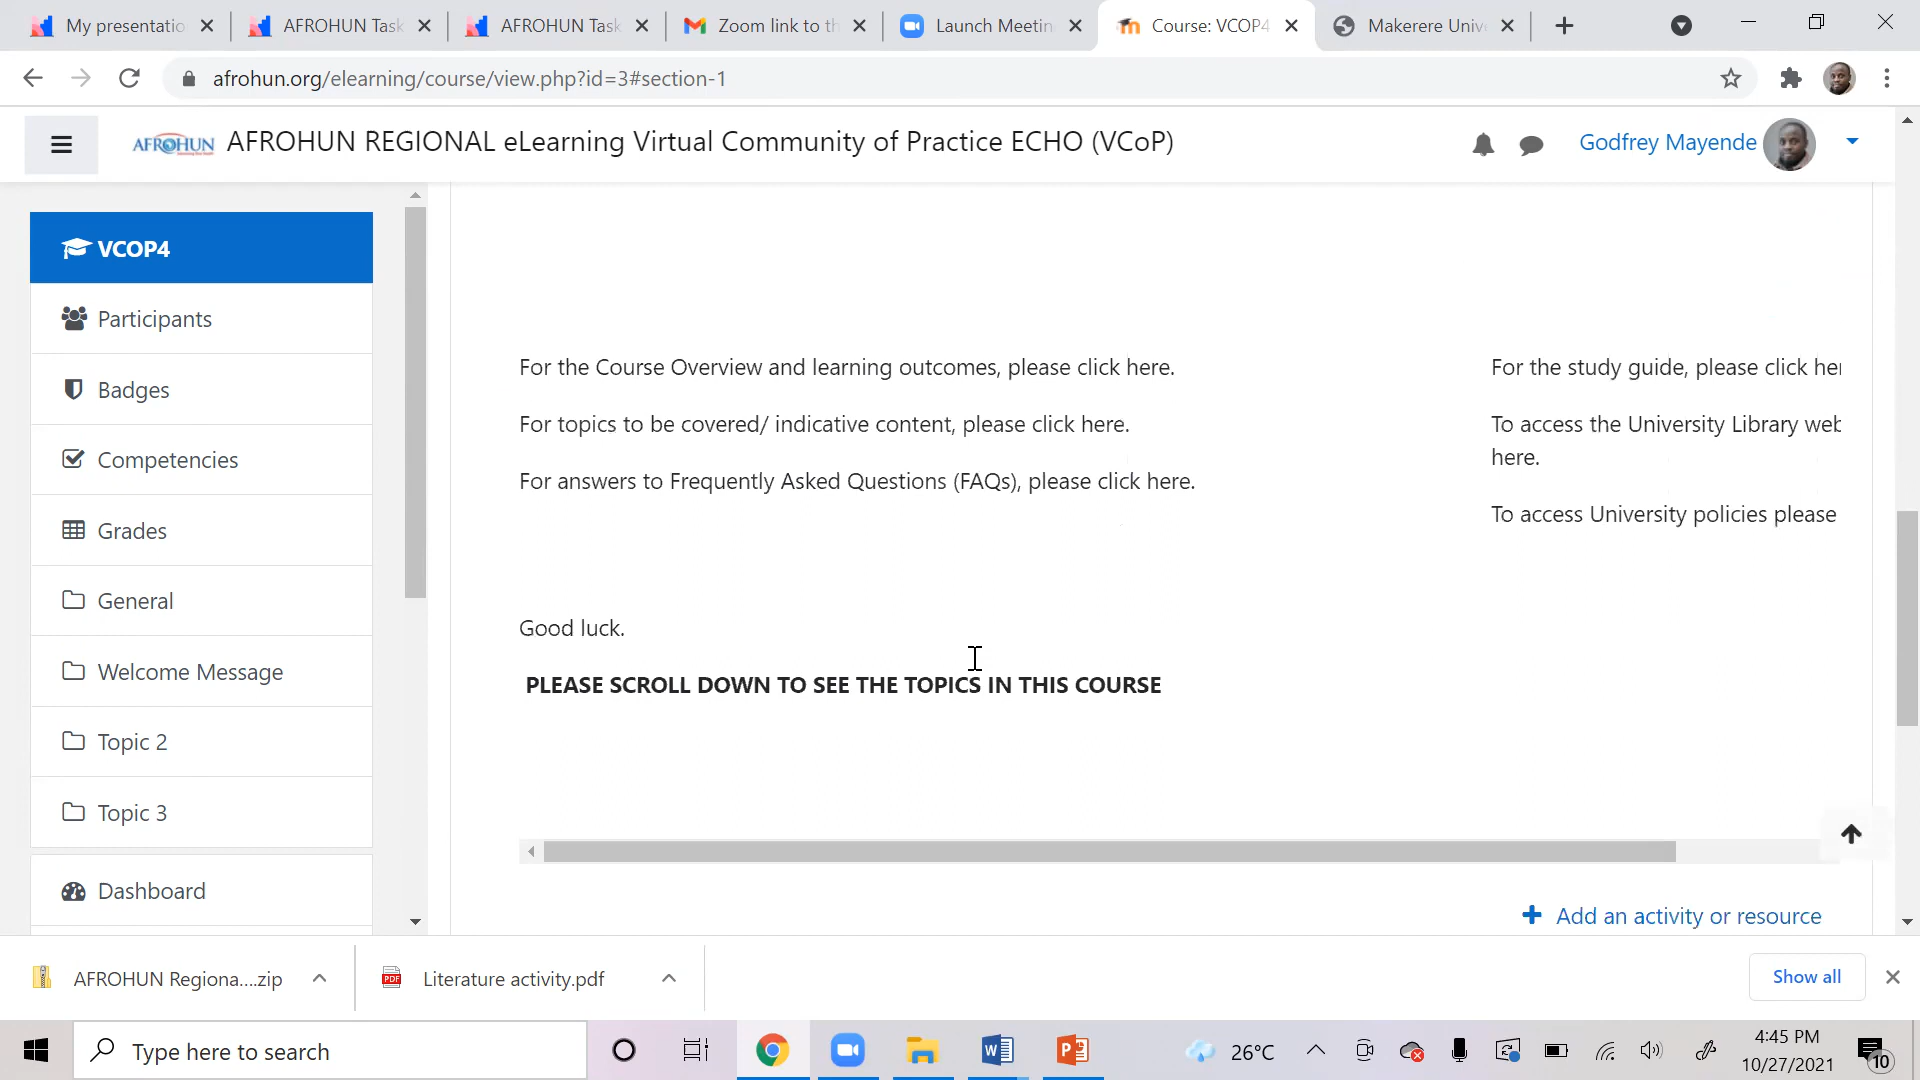 My presentatio
AFROHUN Task
AFROHUN Task
Zoom link to th
Launch Meetin
Course: VCOP4
Makerere Univ
afrohun.org/elearning/course/view.php?id=3#section-1
AFROHUN
AFROHUN REGIONAL eLearning Virtual Community of Practice ECHO (VCoP)
Godfrey Mayende
VCOP4
Participants
Badges
Competencies
Grades
General
Welcome Message
Topic 2
Topic 3
Dashboard
For the Course Overview and learning outcomes, please click here.
For topics to be covered/ indicative content, please click here.
For answers to Frequently Asked Questions (FAQs), please click here.
For the study guide, please click her
To access the University Library web
here.
To access University policies please
Good luck.
PLEASE SCROLL DOWN TO SEE THE TOPICS IN THIS COURSE
Add an activity or resource
AFROHUN Regiona....zip
PDF
Literature activity.pdf
Show all
Type here to search
26°C
4:45 PM
10/27/2021
10